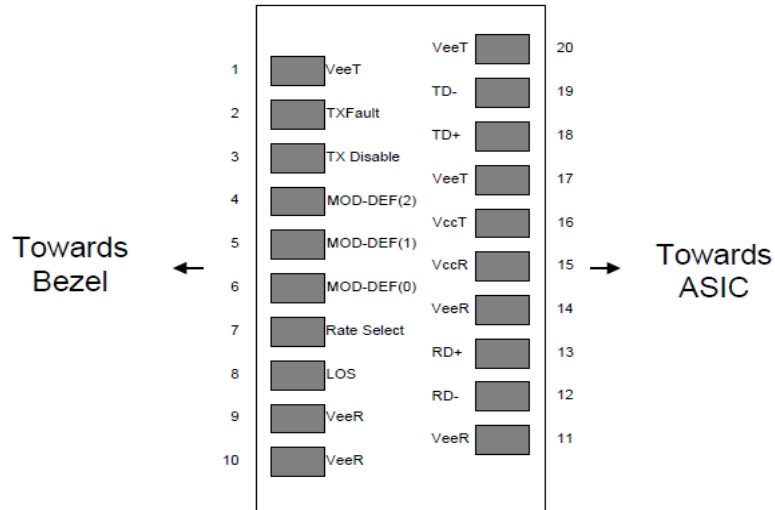 VeeT 20
1 VeeT
TD- 19
2 TXFault
TD+ 18
3 TX Disable
VeeT 17
4 MOD-DEF(2)
VccT 16
5 MOD-DEF(1)
Towards
Bezel
VccR 15
Towards
ASIC
6 MOD-DEF(0)
VeeR 14
7 Rate Select
RD+ 13
8 LOS
RD- 12
9 VeeR
VeeR 11
10 VeeR